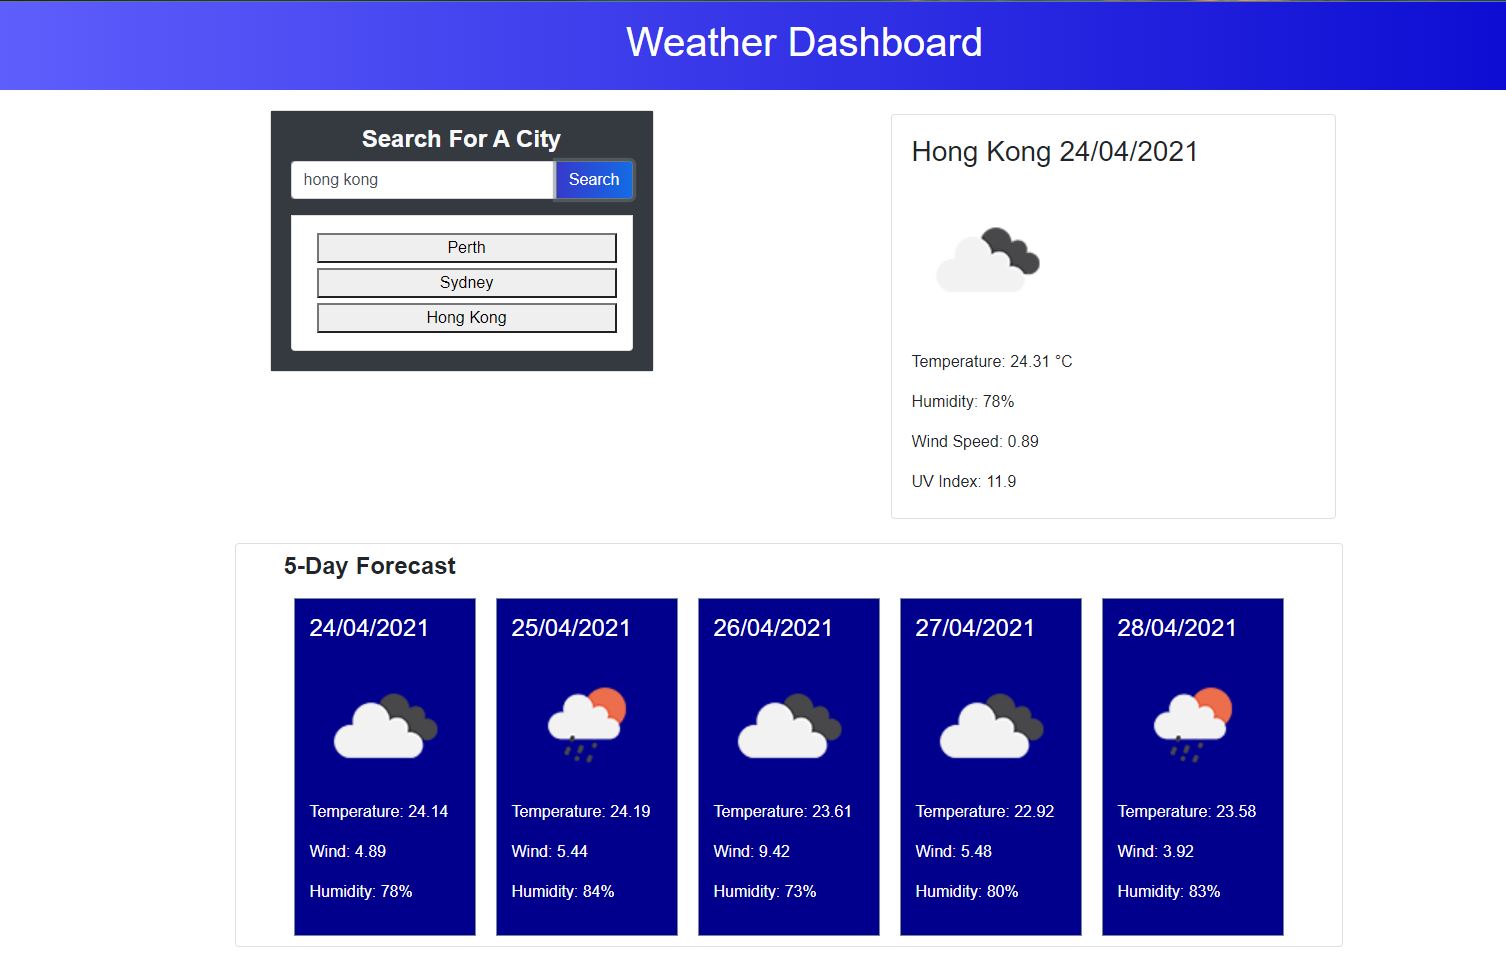 Weather Dashboard
Search For A City
hong kong
Search
Perth
Sydney
Hong Kong
Hong Kong 24/04/2021
Temperature: 24.31 °C
Humidity: 78%
Wind Speed: 0.89
UV Index: 11.9
5-Day Forecast
24/04/2021
Temperature: 24.14
Wind: 4.89
Humidity: 78%
25/04/2021
Temperature: 24.19
Wind: 5.44
Humidity: 84%
26/04/2021
Temperature: 23.61
Wind: 9.42
Humidity: 73%
27/04/2021
Temperature: 22.92
Wind: 5.48
Humidity: 80%
28/04/2021
Temperature: 23.58
Wind: 3.92
Humidity: 83%